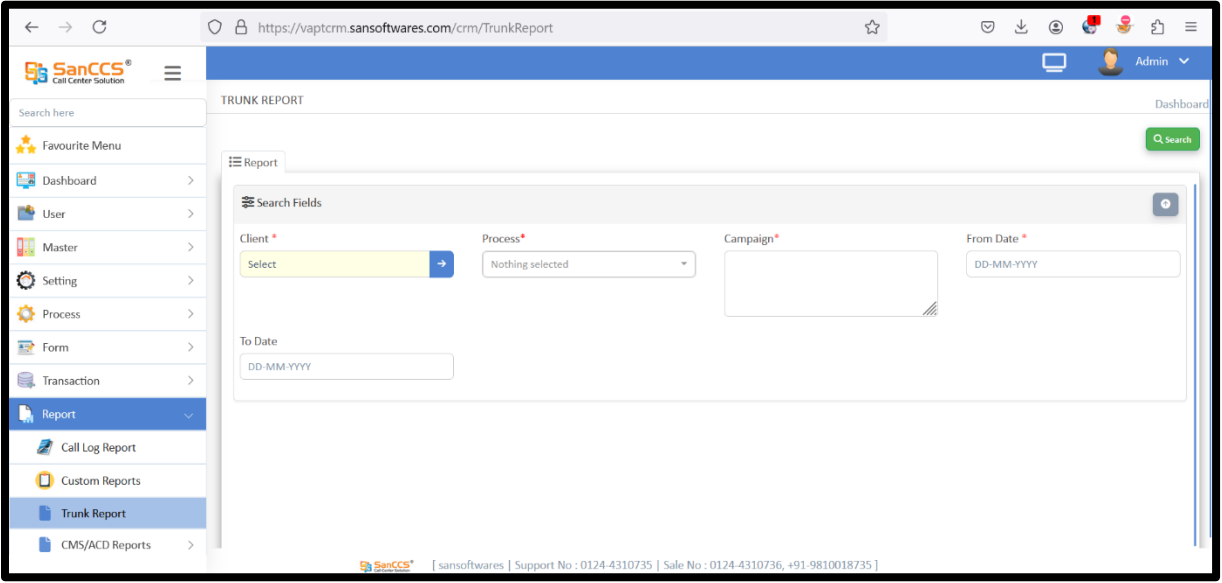 https://vaptcrm.sansoftwares.com/crm/TrunkReport
SanCCS®
Call Center Solution
Admin
Search here
TRUNK REPORT
Dashboard
Favourite Menu
Search
Dashboard
Report
User
Search Fields
Master
Client *
Process*
Campaign*
From Date *
Select
Nothing selected
DD-MM-YYYY
Setting
Process
Form
To Date
DD-MM-YYYY
Transaction
Report
Call Log Report
Custom Reports
Trunk Report
CMS/ACD Reports
SanCCS®
Call Center Solution
[ sansoftwares | Support No : 0124-4310735 | Sale No : 0124-4310736, +91-9810018735 ]